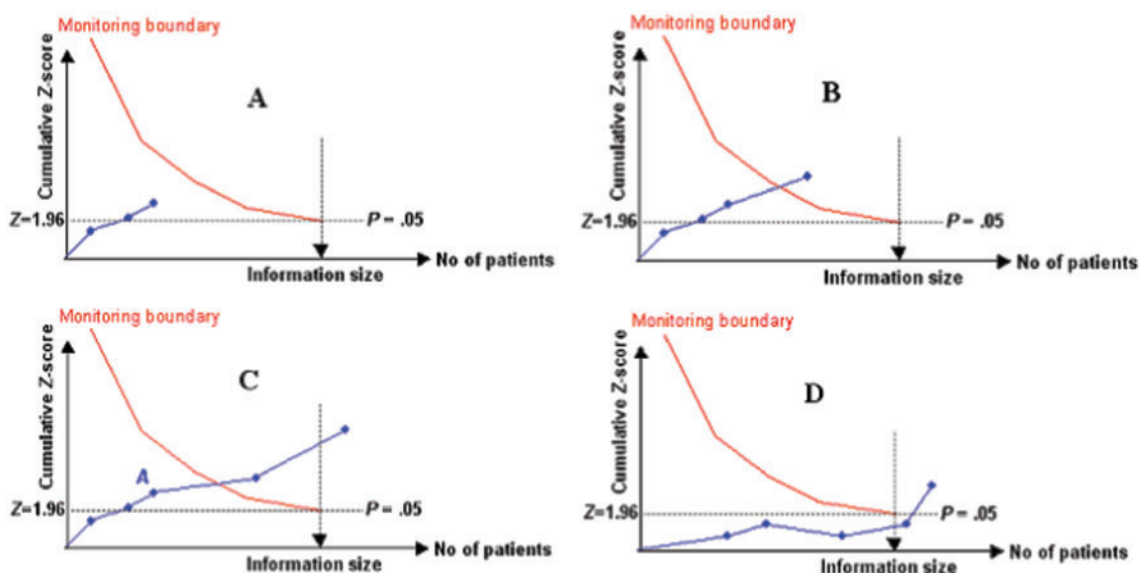 Monitoring boundary
Cumulative Z-score
A
Z=1.96
P = .05
No of patients
Information size
Monitoring boundary
Cumulative Z-score
B
Z=1.96
P = .05
No of patients
Information size
Monitoring boundary
Cumulative Z-score
C
A
Z=1.96
P = .05
No of patients
Information size
Monitoring boundary
Cumulative Z-score
D
Z=1.96
P = .05
No of patients
Information size